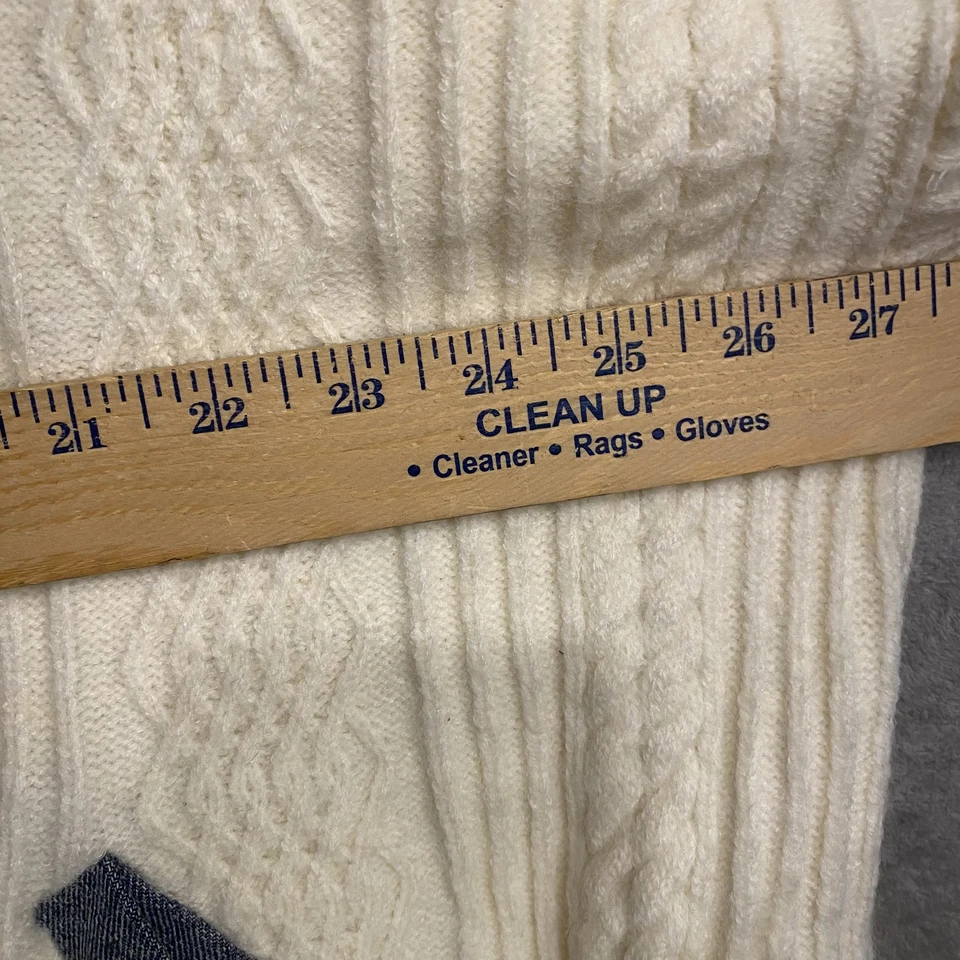 21 22 23 24 25 26 27
CLEAN UP
• Cleaner • Rags • Gloves